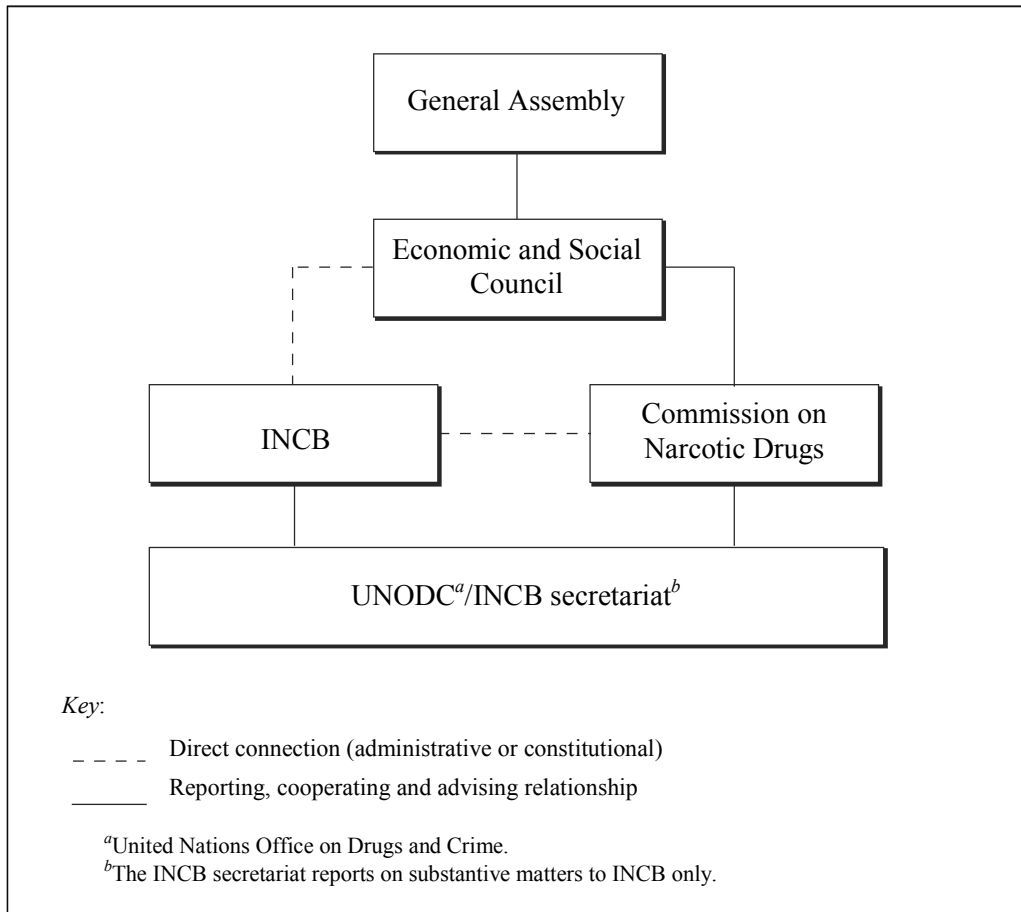 General Assembly
Economic and Social
Council
INCB
Commission on
Narcotic Drugs
UNODCa/INCB secretariatb
Key:
Direct connection (administrative or constitutional)
Reporting, cooperating and advising relationship
aUnited Nations Office on Drugs and Crime.
bThe INCB secretariat reports on substantive matters to INCB only.